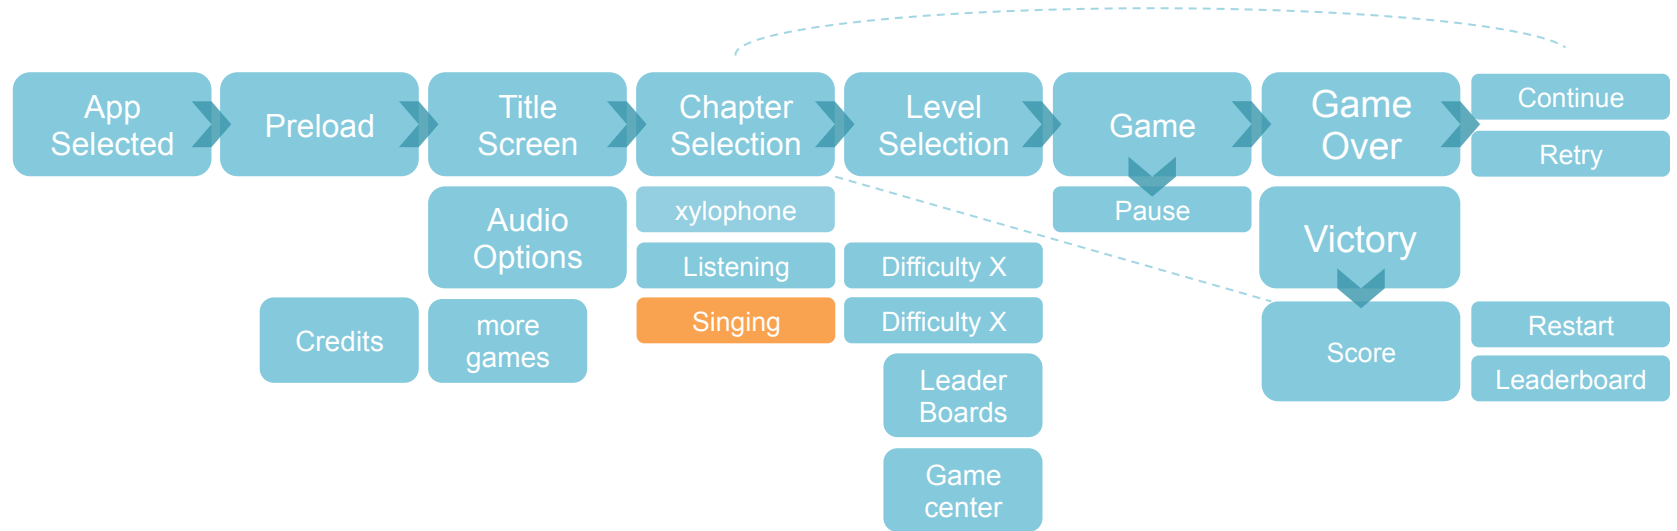 App
Selected
Preload
Title
Screen
Chapter
Selection
Level
Selection
Game
Game
Over
Continue
Retry
Audio
Options
xylophone
Listening
Singing
Difficulty X
Difficulty X
Pause
Victory
Credits
more
games
Leader
Boards
Game
center
Score
Restart
Leaderboard